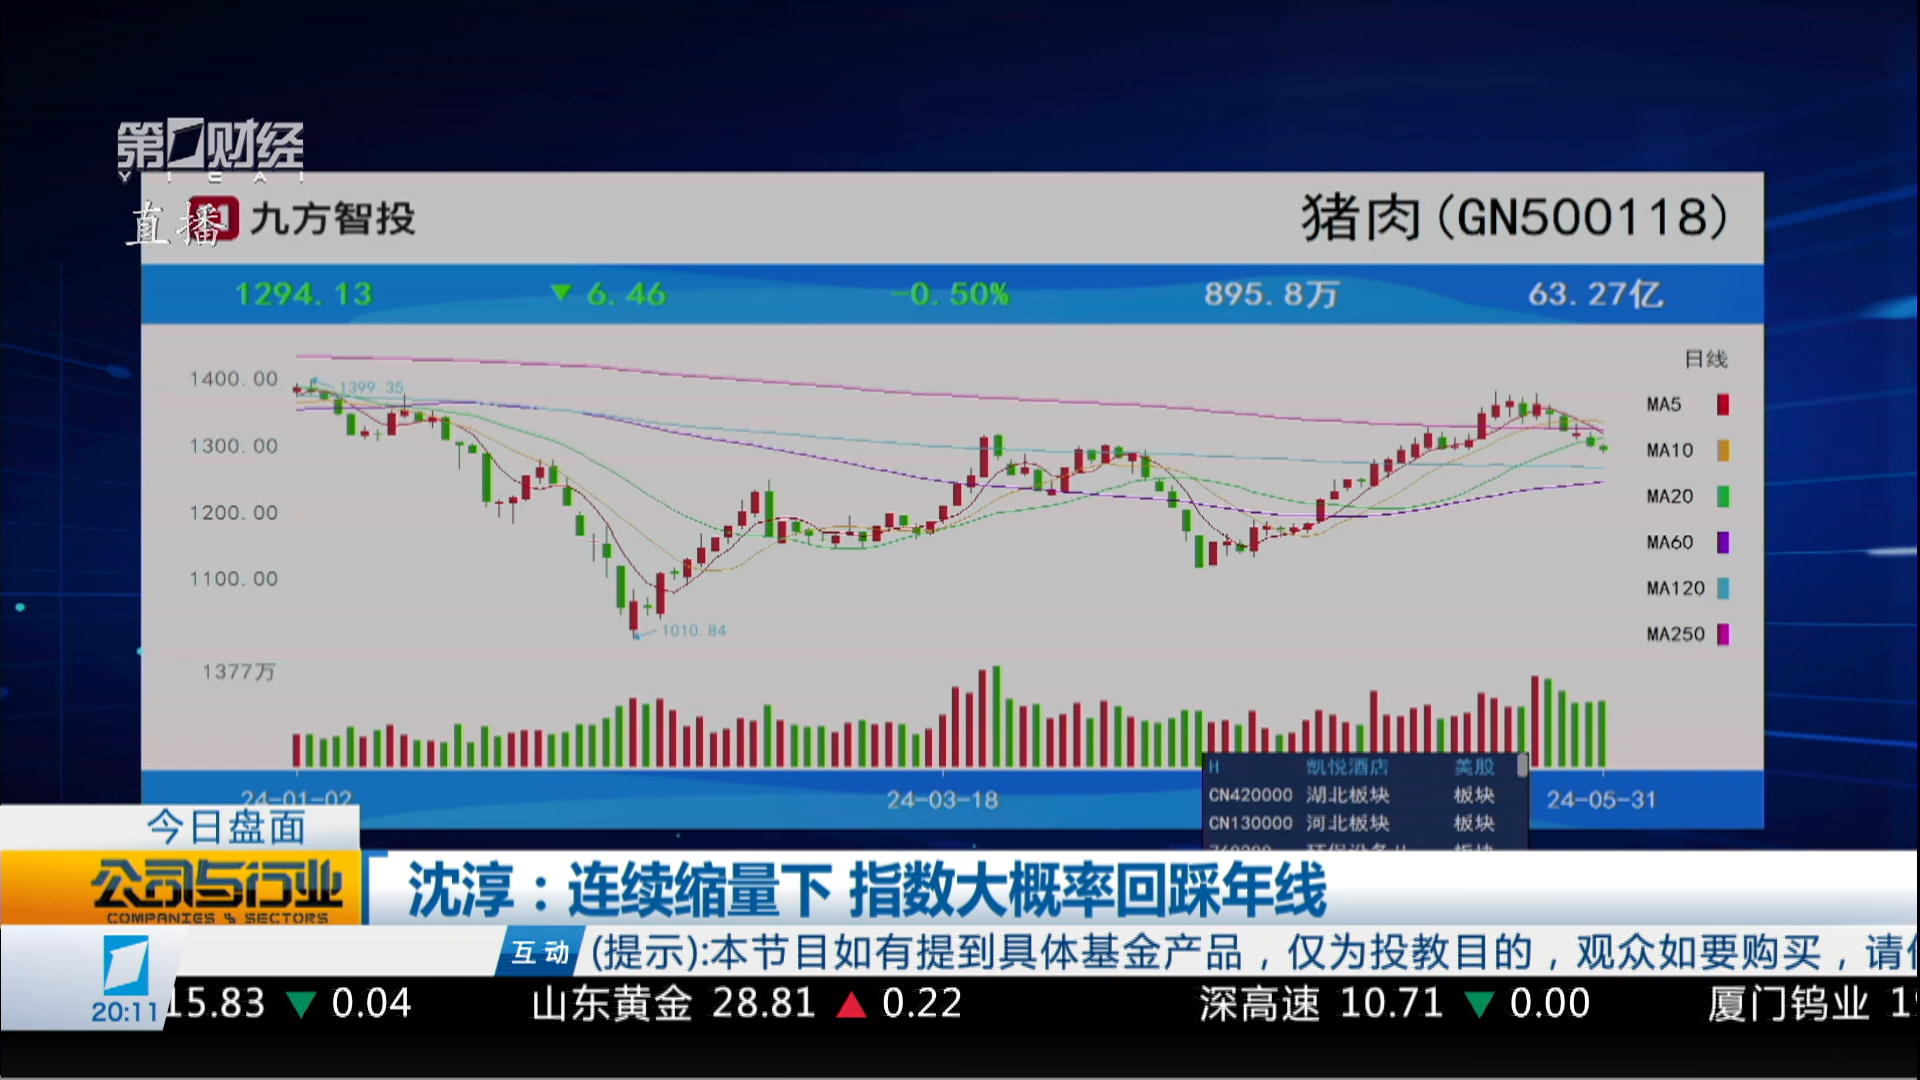 第一财经
YICAI
直播
九方智投
猪肉(GN500118)
1294.13 ▼ 6.46 -0.50% 895.8万 63.27亿
日线
1400.00
1300.00
1200.00
1100.00
1377万
1399.35
1010.84
MA5
MA10
MA20
MA60
MA120
MA250
24-01-02 24-03-18 24-05-31
H 凯悦酒店 美股
CN420000 湖北板块 板块
CN130000 河北板块 板块
今日盘面
公司与行业
COMPANIES & SECTORS
沈淳：连续缩量下 指数大概率回踩年线
互动 (提示):本节目如有提到具体基金产品，仅为投教目的，观众如要购买，请
20:11
15.83 ▼ 0.04 山东黄金 28.81 ▲ 0.22 深高速 10.71 ▼ 0.00 厦门钨业